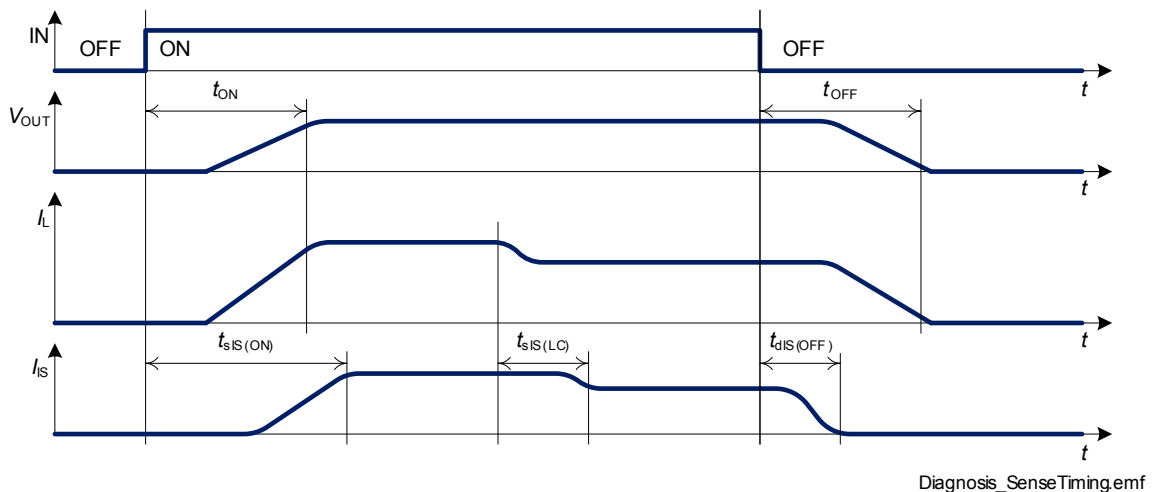 IN OFF ON OFF
t
tON tOFF
VOUT
t
IL
t
tsIS(ON) tsIS(LC) tdIS(OFF)
IIS
t
Diagnosis_SenseTiming.emf